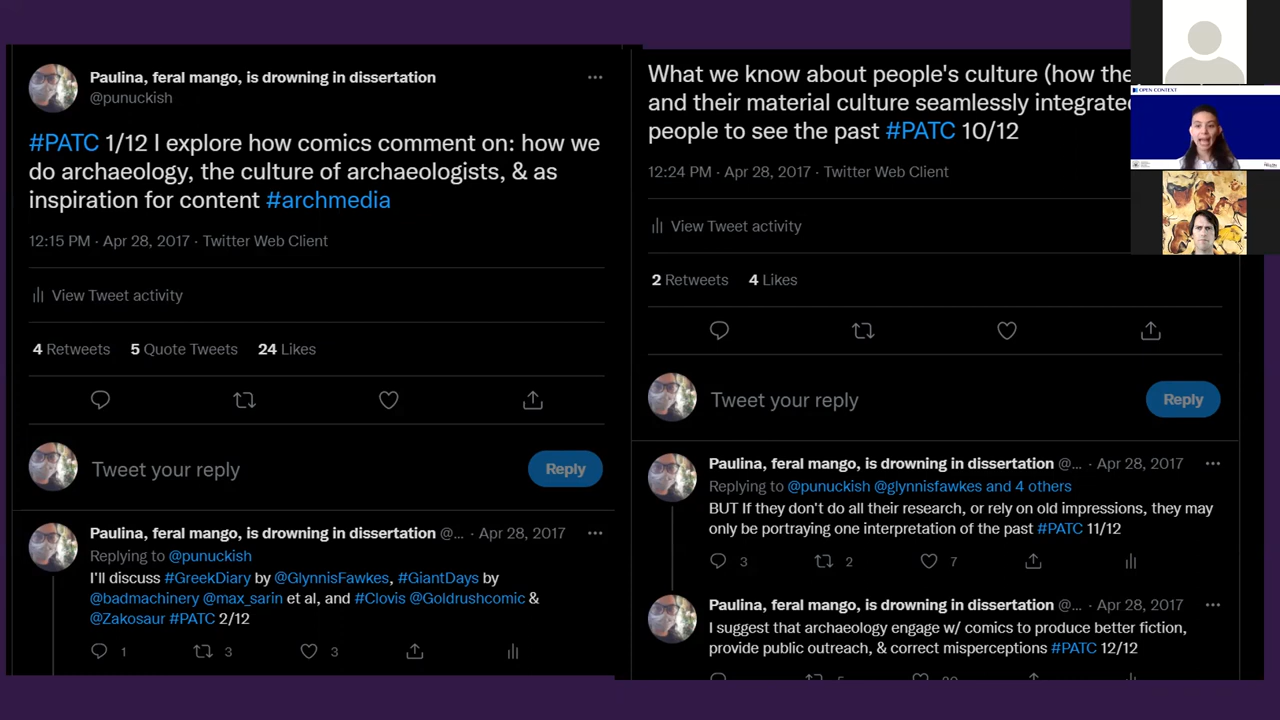 Paulina, feral mango, is drowning in dissertation
@punuckish
#PATC 1/12 I explore how comics comment on: how we
do archaeology, the culture of archaeologists, & as
inspiration for content #archmedia
12:15 PM · Apr 28, 2017 · Twitter Web Client
View Tweet activity
4 Retweets 5 Quote Tweets 24 Likes
Tweet your reply
Reply
Paulina, feral mango, is drowning in dissertation @... · Apr 28, 2017
Replying to @punuckish
I'll discuss #GreekDiary by @GlynnisFawkes, #GiantDays by
@badmachinery @max_sarin et al, and #Clovis @Goldrushcomic &
@Zakosaur #PATC 2/12
1 3 3
What we know about people's culture (how the
and their material culture seamlessly integrate
people to see the past #PATC 10/12
12:24 PM · Apr 28, 2017 · Twitter Web Client
View Tweet activity
2 Retweets 4 Likes
Tweet your reply
Reply
Paulina, feral mango, is drowning in dissertation @... · Apr 28, 2017
Replying to @punuckish @glynnisfawkes and 4 others
BUT If they don't do all their research, or rely on old impressions, they may
only be portraying one interpretation of the past #PATC 11/12
3 2 7
Paulina, feral mango, is drowning in dissertation @... · Apr 28, 2017
I suggest that archaeology engage w/ comics to produce better fiction,
provide public outreach, & correct misperceptions #PATC 12/12
OPEN CONTEXT